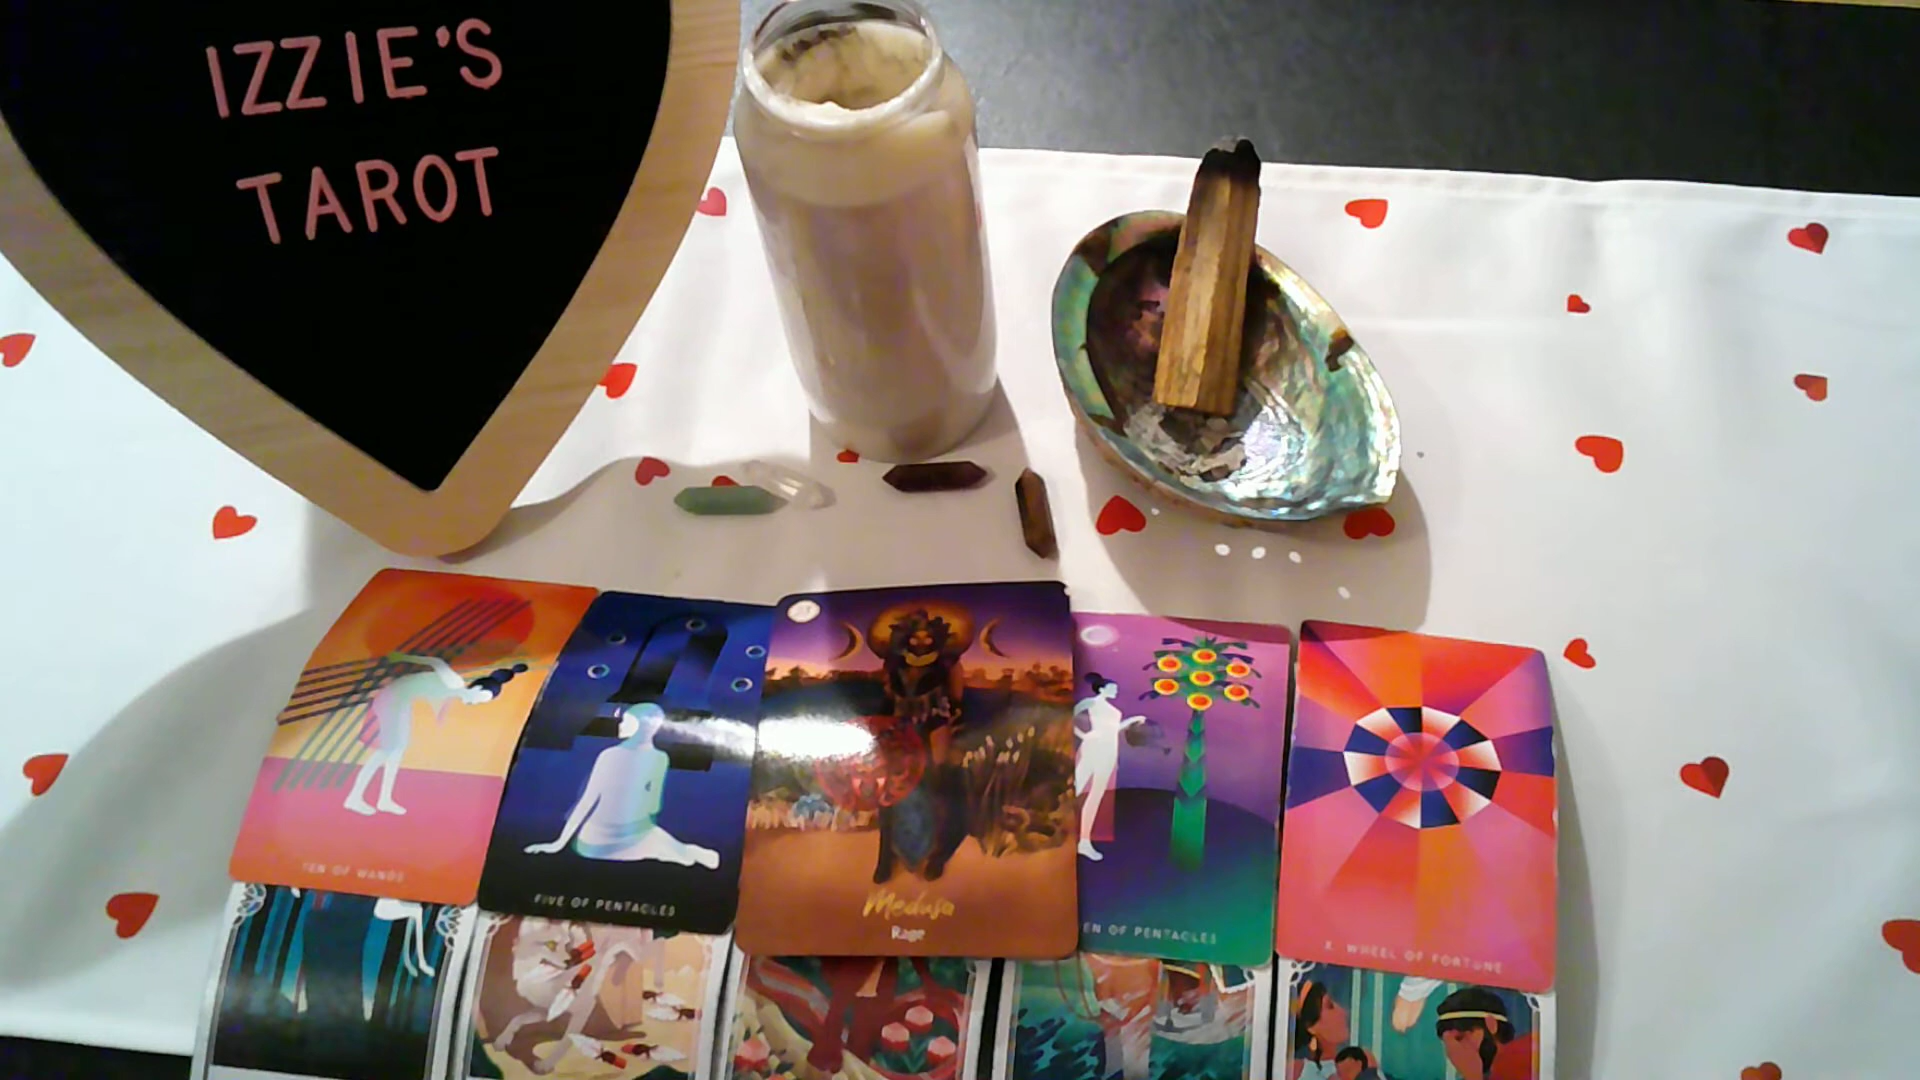 IZZIE'S
TAROT
TEN OF WANDS
FIVE OF PENTACLES
Medusa
Rage
EN OF PENTACLES
X. WHEEL OF FORTUNE